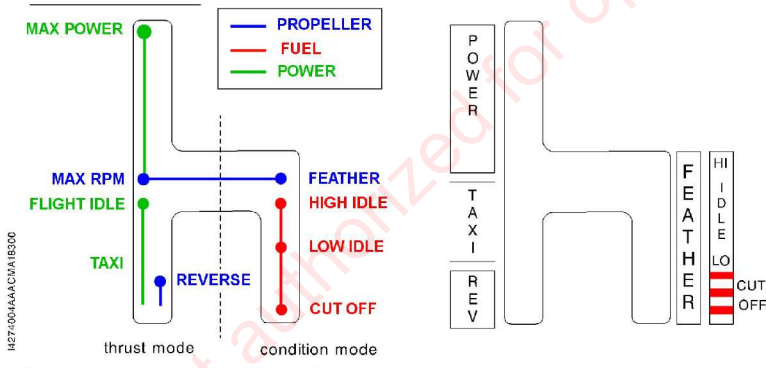 MAX POWER
PROPELLER
FUEL
POWER
MAX RPM
FEATHER
FLIGHT IDLE
HIGH IDLE
TAXI
LOW IDLE
REVERSE
CUT OFF
thrust mode
condition mode
I4274004AAACMA18300
POWER
TAXI
REV
FEATHER
HI IDLE LO
CUT
OFF